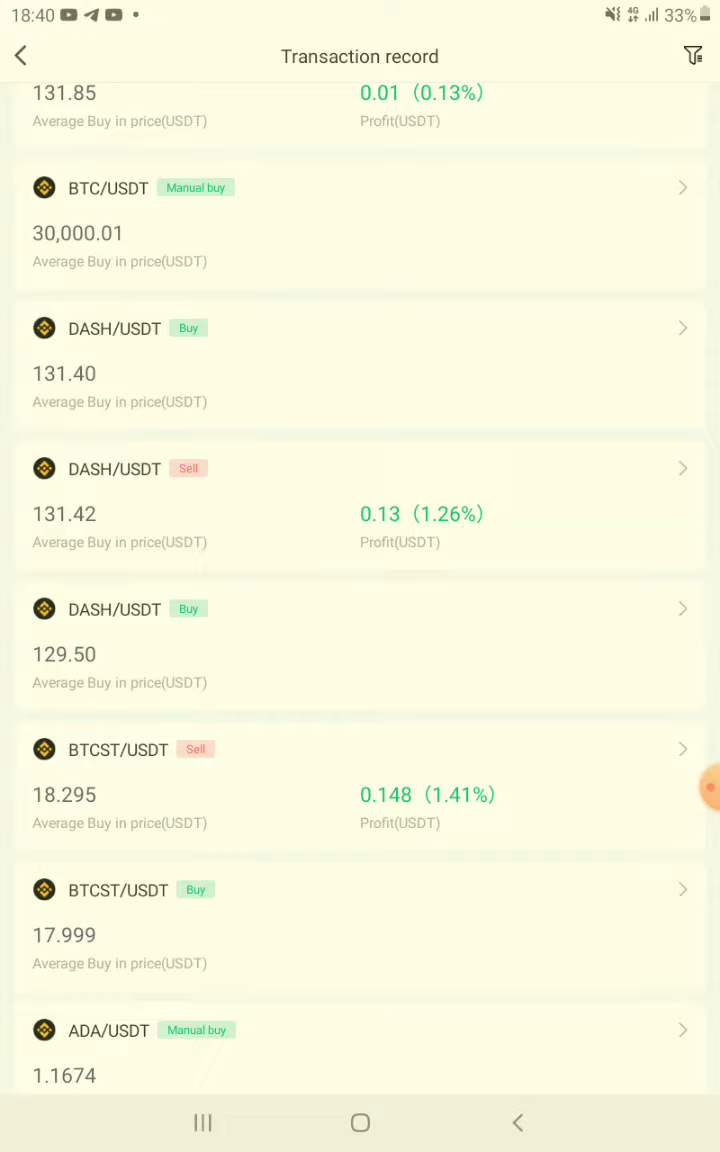 18:40
4G
33%
Transaction record
131.85
0.01 (0.13%)
Average Buy in price(USDT)
Profit(USDT)
BTC/USDT Manual buy
30,000.01
Average Buy in price(USDT)
DASH/USDT Buy
131.40
Average Buy in price(USDT)
DASH/USDT Sell
131.42
0.13 (1.26%)
Average Buy in price(USDT)
Profit(USDT)
DASH/USDT Buy
129.50
Average Buy in price(USDT)
BTCST/USDT Sell
18.295
0.148 (1.41%)
Average Buy in price(USDT)
Profit(USDT)
BTCST/USDT Buy
17.999
Average Buy in price(USDT)
ADA/USDT Manual buy
1.1674